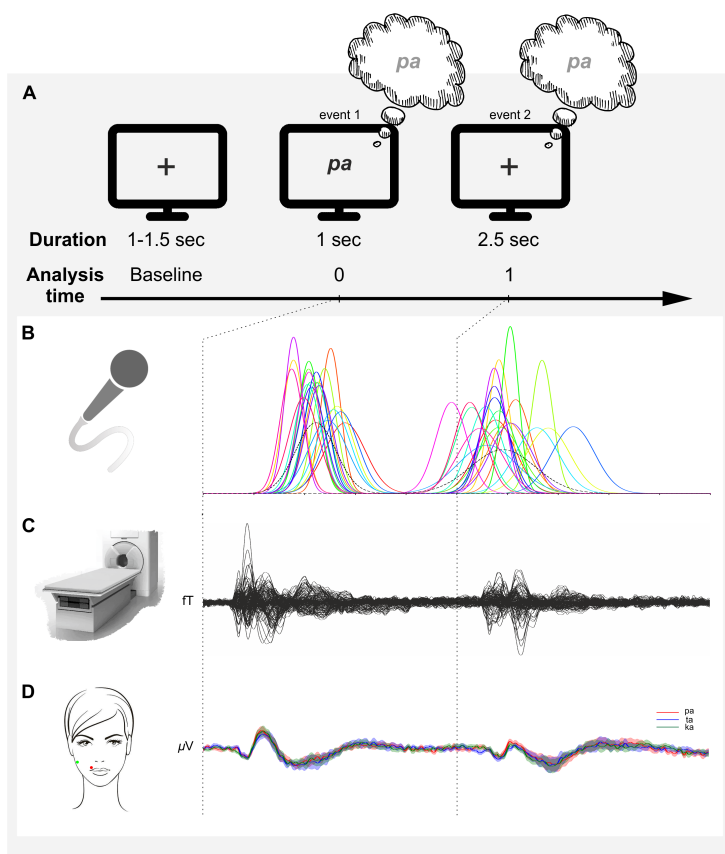 pa
pa
A
event 1
event 2
+
pa
+
Duration
1-1.5 sec
1 sec
2.5 sec
Analysis
time
Baseline
0
1
B
C
fT
D
µV
pa
ta
ka